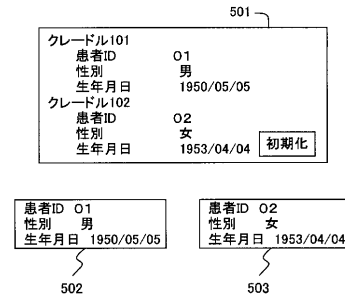 501
クレードル101
患者ID O1
性別 男
生年月日 1950/05/05
クレードル102
患者ID O2
性別 女
生年月日 1953/04/04
初期化
患者ID O1
性別 男
生年月日 1950/05/05
502
患者ID O2
性別 女
生年月日 1953/04/04
503